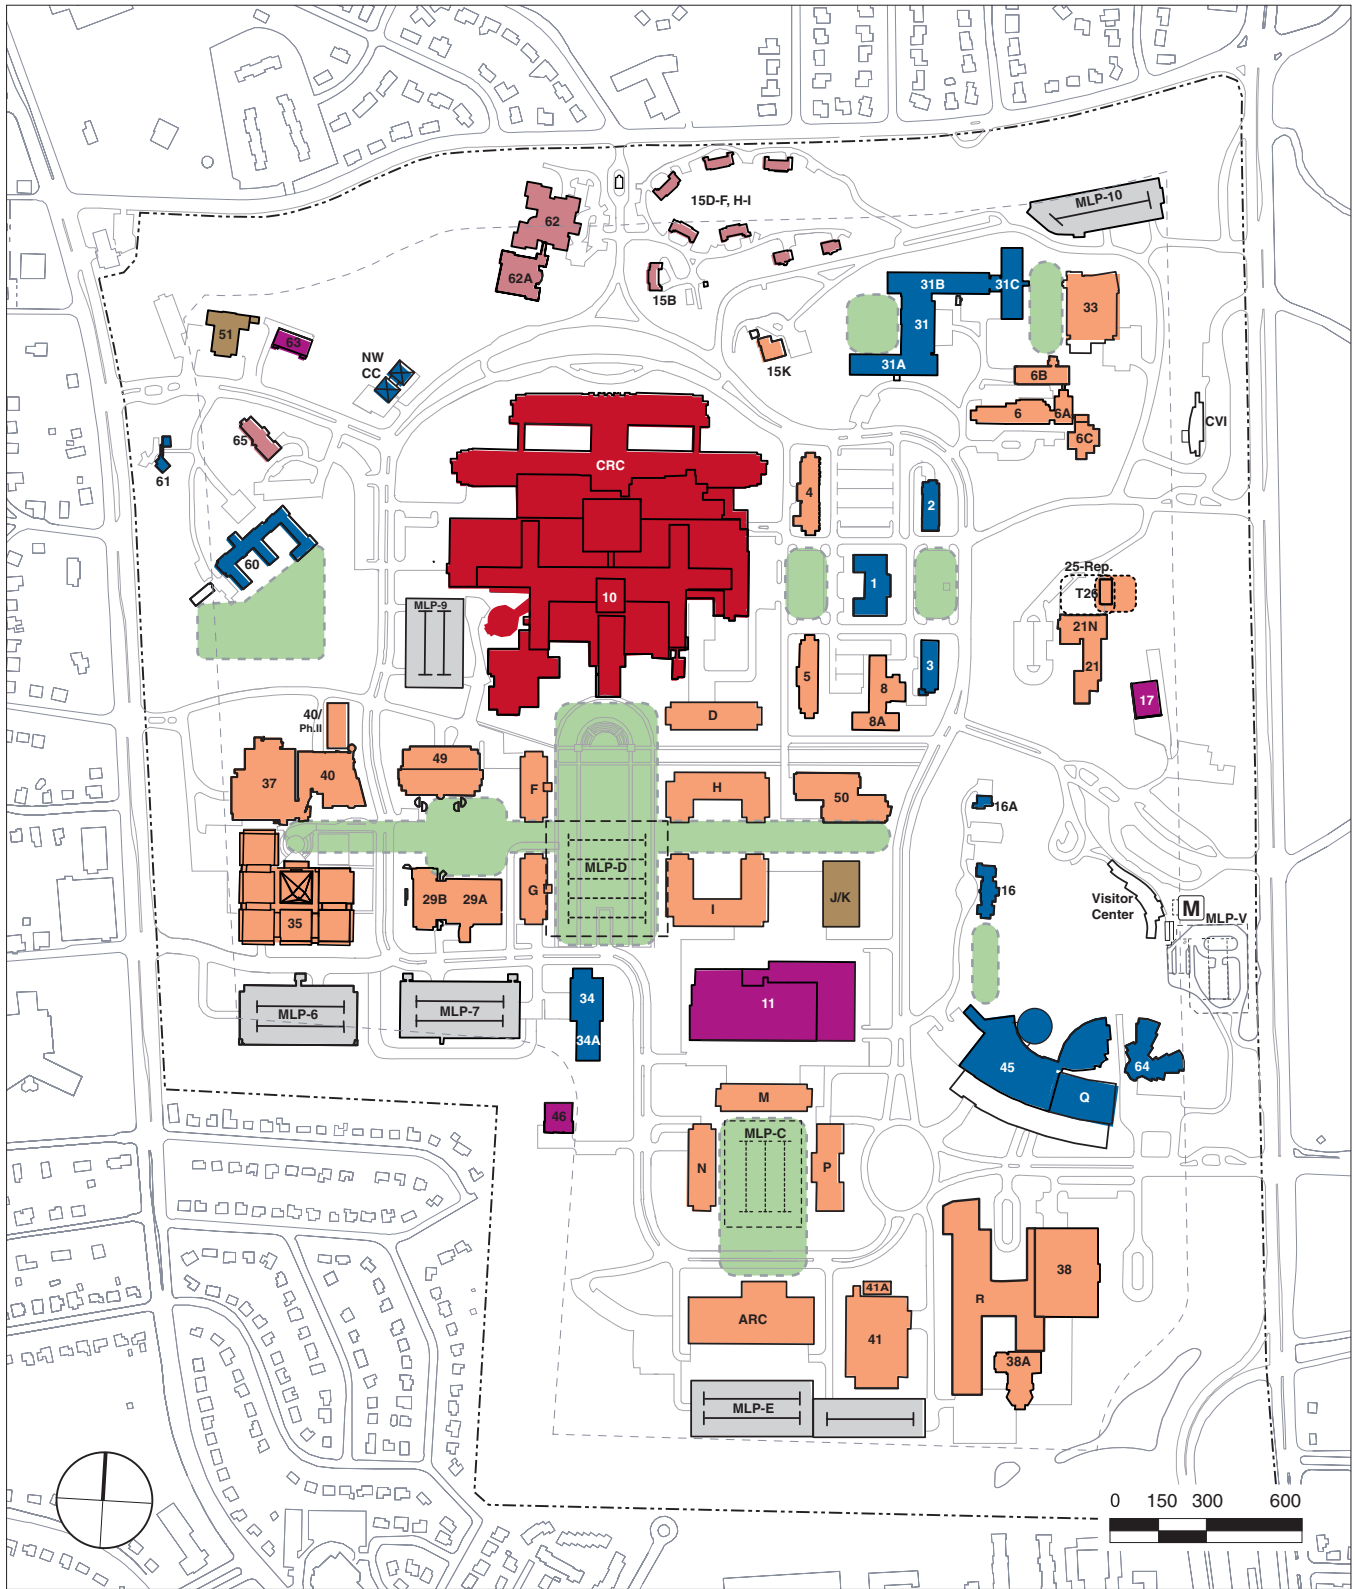 MLP-10
15D-F, H-I
62
62A
15B
31B
31C
31
33
51
63
15K
31A
NW
CC
6B
6
6A
6C
CVI
65
61
CRC
4
2
60
25-Rep.
T26
1
10
MLP-9
21N
21
5
3
8
8A
17
40/
Ph.II
D
49
37
40
F
H
50
16A
MLP-D
29B
29A
G
I
J/K
16
Visitor
Center
M
MLP-V
35
MLP-6
MLP-7
34
34A
11
45
64
Q
M
46
MLP-C
N
P
R
38
41A
ARC
41
38A
MLP-E
0 150 300 600